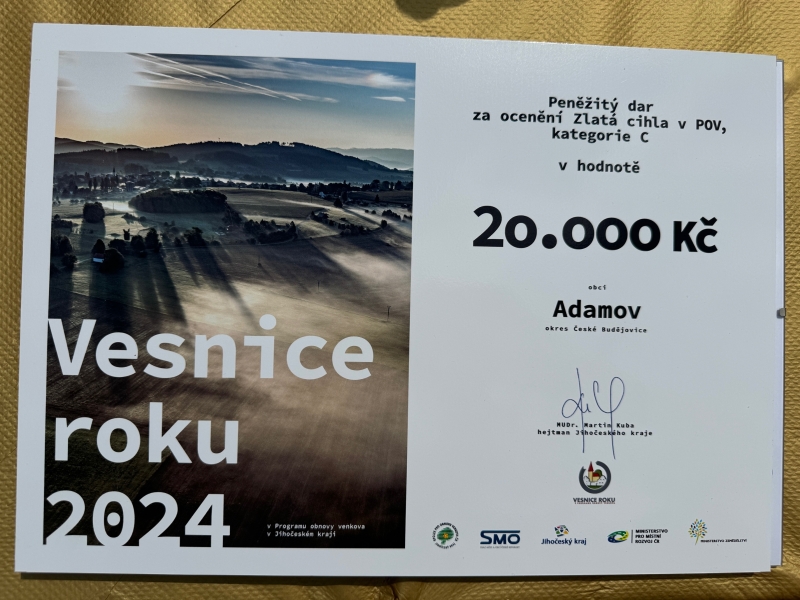 Vesnice
roku
2024
v Programu obnovy venkova
v Jihočeském kraji
Peněžitý dar
za ocenění Zlatá cihla v POV,
kategorie C
v hodnotě
20.000 Kč
obci
Adamov
okres České Budějovice
MUDr. Martin Kuba
hejtman Jihočeského kraje
VESNICE ROKU
SMO
Jihočeský kraj
MINISTERSTVO
PRO MÍSTNÍ
ROZVOJ ČR
MINISTERSTVO ZEMĚDĚLSTVÍ